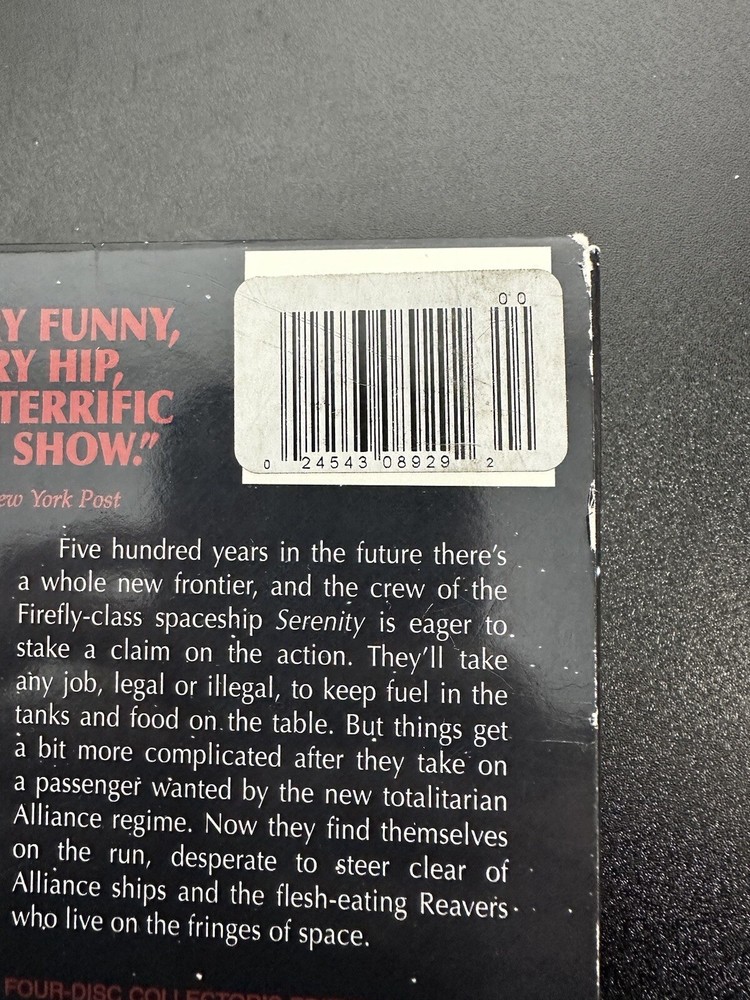 00
0 24543 08929 2
Y FUNNY,
RY HIP,
TERRIFIC
SHOW."
ew York Post
Five hundred years in the future there's
a whole new frontier, and the crew of the
Firefly-class spaceship Serenity is eager to
stake a claim on the action. They'll take
any job, legal or illegal, to keep fuel in the
tanks and food on the table. But things get
a bit more complicated after they take on
a passenger wanted by the new totalitarian
Alliance regime. Now they find themselves
on the run, desperate to steer clear of
Alliance ships and the flesh-eating Reavers
who live on the fringes of space.
FOUR-DISC COLLECTOR'S